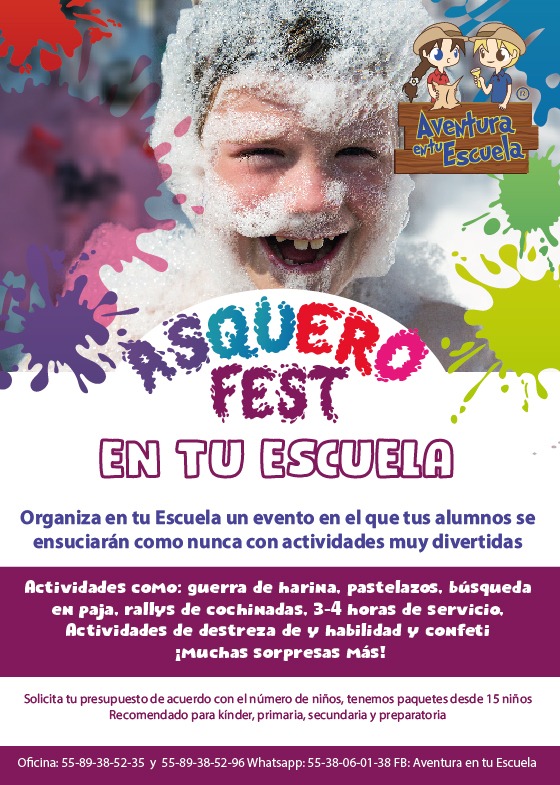 Aventura
en tu
Escuela
®
ASQUERO
FEST
EN TU ESCUELA
Organiza en tu Escuela un evento en el que tus alumnos se
ensuciarán como nunca con actividades muy divertidas
Actividades como: guerra de harina, pastelazos, búsqueda
en paja, rallys de cochinadas, 3-4 horas de servicio,
Actividades de destreza de y habilidad y confeti
¡muchas sorpresas más!
Solicita tu presupuesto de acuerdo con el número de niños, tenemos paquetes desde 15 niños
Recomendado para kínder, primaria, secundaria y preparatoria
Oficina: 55-89-38-52-35 y 55-89-38-52-96 Whatsapp: 55-38-06-01-38 FB: Aventura en tu Escuela